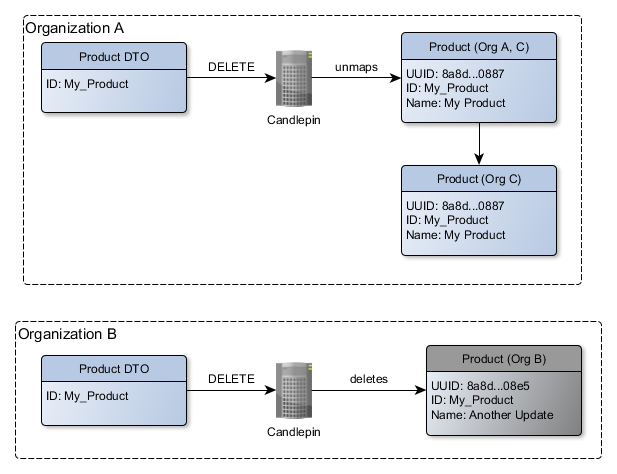 Organization A
Product DTO
ID: My_Product
DELETE
Candlepin
unmaps
Product (Org A, C)
UUID: 8a8d...0887
ID: My_Product
Name: My Product
Product (Org C)
UUID: 8a8d...0887
ID: My_Product
Name: My Product
Organization B
Product DTO
ID: My_Product
DELETE
Candlepin
deletes
Product (Org B)
UUID: 8a8d...08e5
ID: My_Product
Name: Another Update